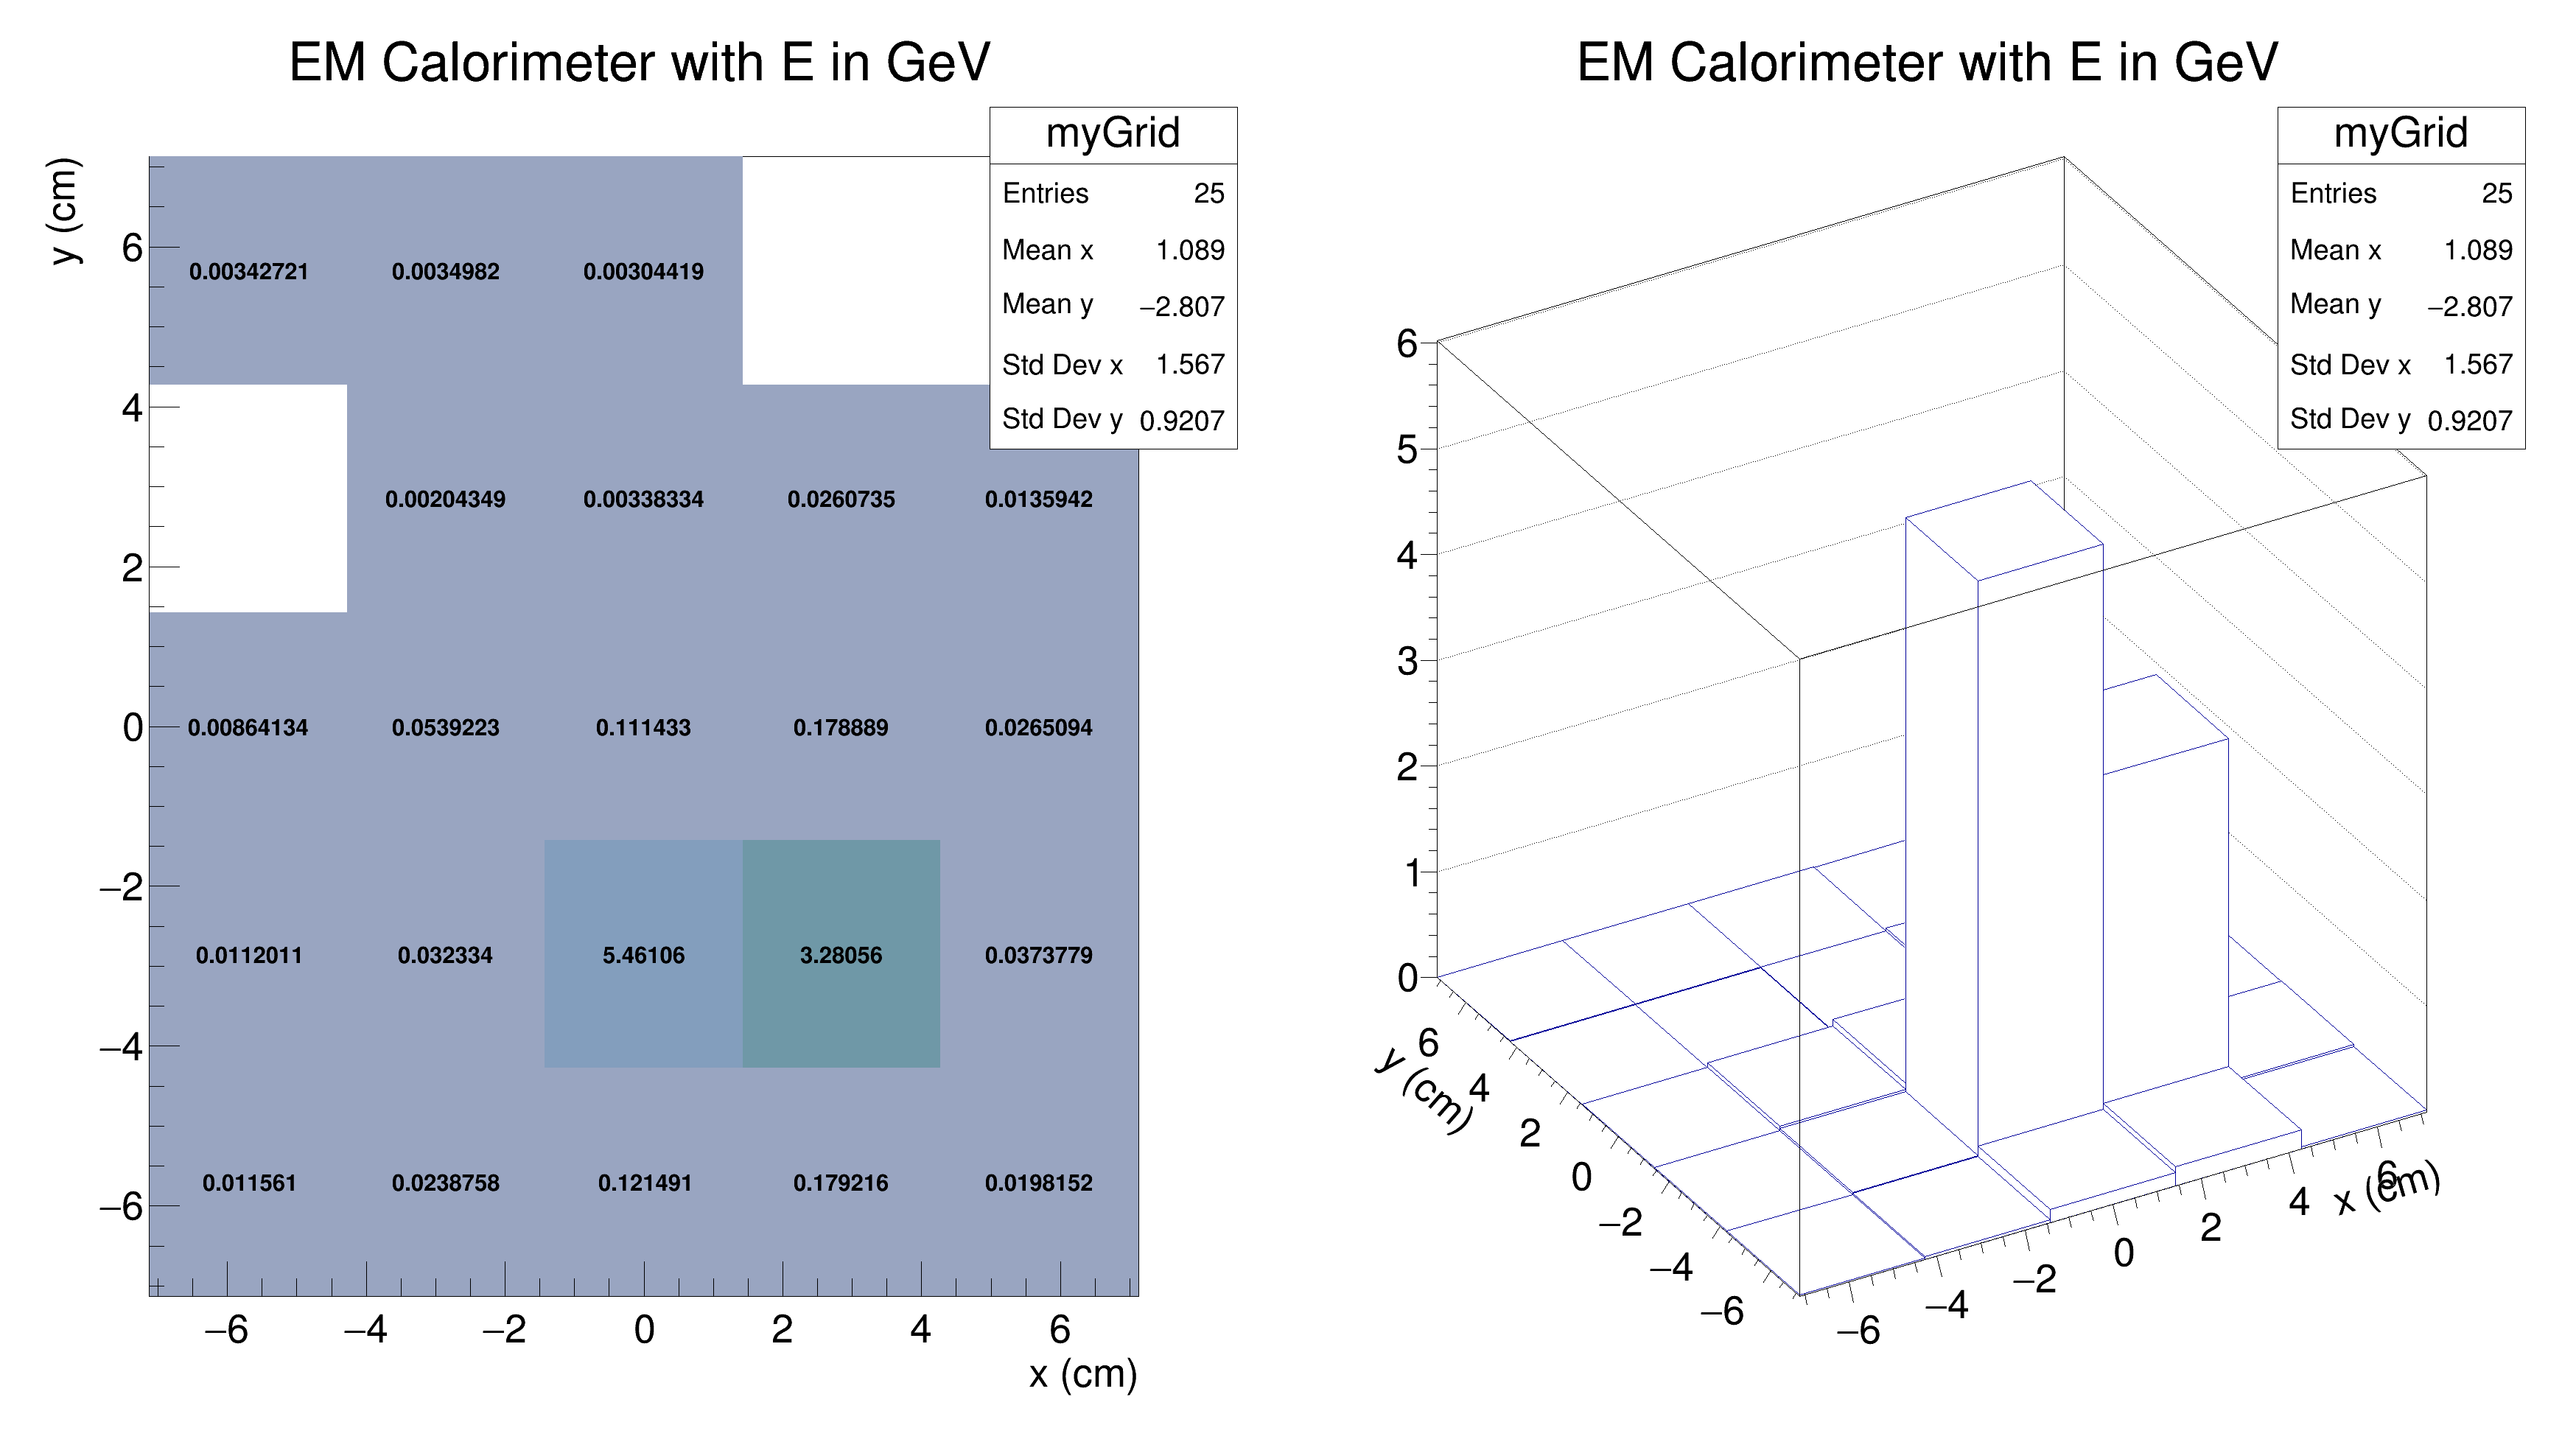 EM Calorimeter with E in GeV
myGrid
Entries 25
Mean x 1.089
Mean y −2.807
Std Dev x 1.567
Std Dev y 0.9207
y (cm)
6
4
2
0
−2
−4
−6
0.00342721 0.0034982 0.00304419
0.00204349 0.00338334 0.0260735 0.0135942
0.00864134 0.0539223 0.111433 0.178889 0.0265094
0.0112011 0.032334 5.46106 3.28056 0.0373779
0.011561 0.0238758 0.121491 0.179216 0.0198152
−6 −4 −2 0 2 4 6
x (cm)
EM Calorimeter with E in GeV
myGrid
Entries 25
Mean x 1.089
Mean y −2.807
Std Dev x 1.567
Std Dev y 0.9207
6
5
4
3
2
1
0
y (cm)
6
4
2
0
−2
−4
−6
−6 −4 −2 0 2 4 6
x (cm)